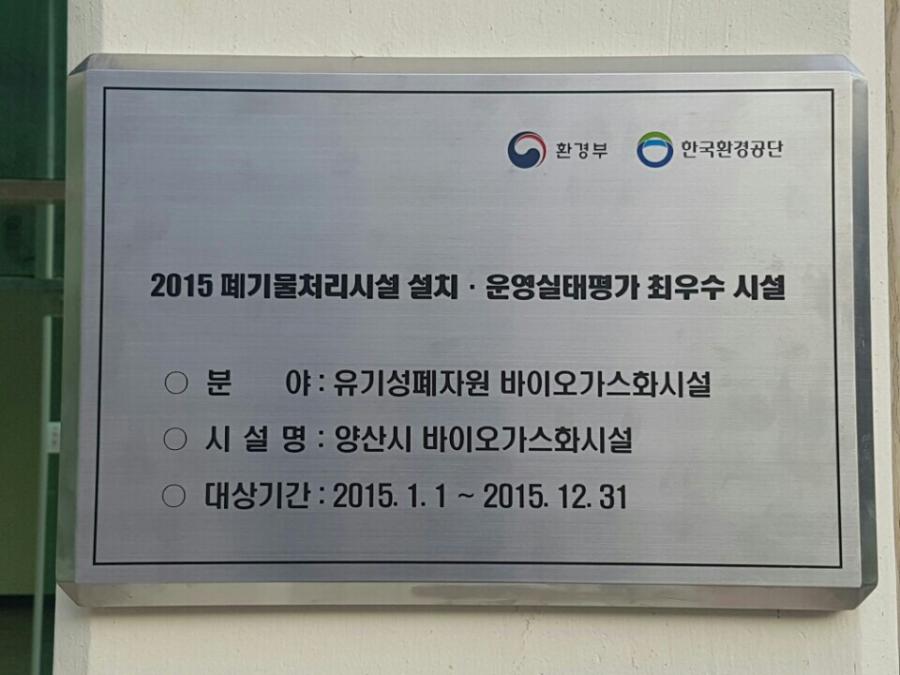 환경부 한국환경공단
2015 폐기물처리시설 설치·운영실태평가 최우수 시설
○ 분 야 : 유기성폐자원 바이오가스화시설
○ 시 설 명 : 양산시 바이오가스화시설
○ 대상기간 : 2015. 1. 1 ~ 2015. 12. 31